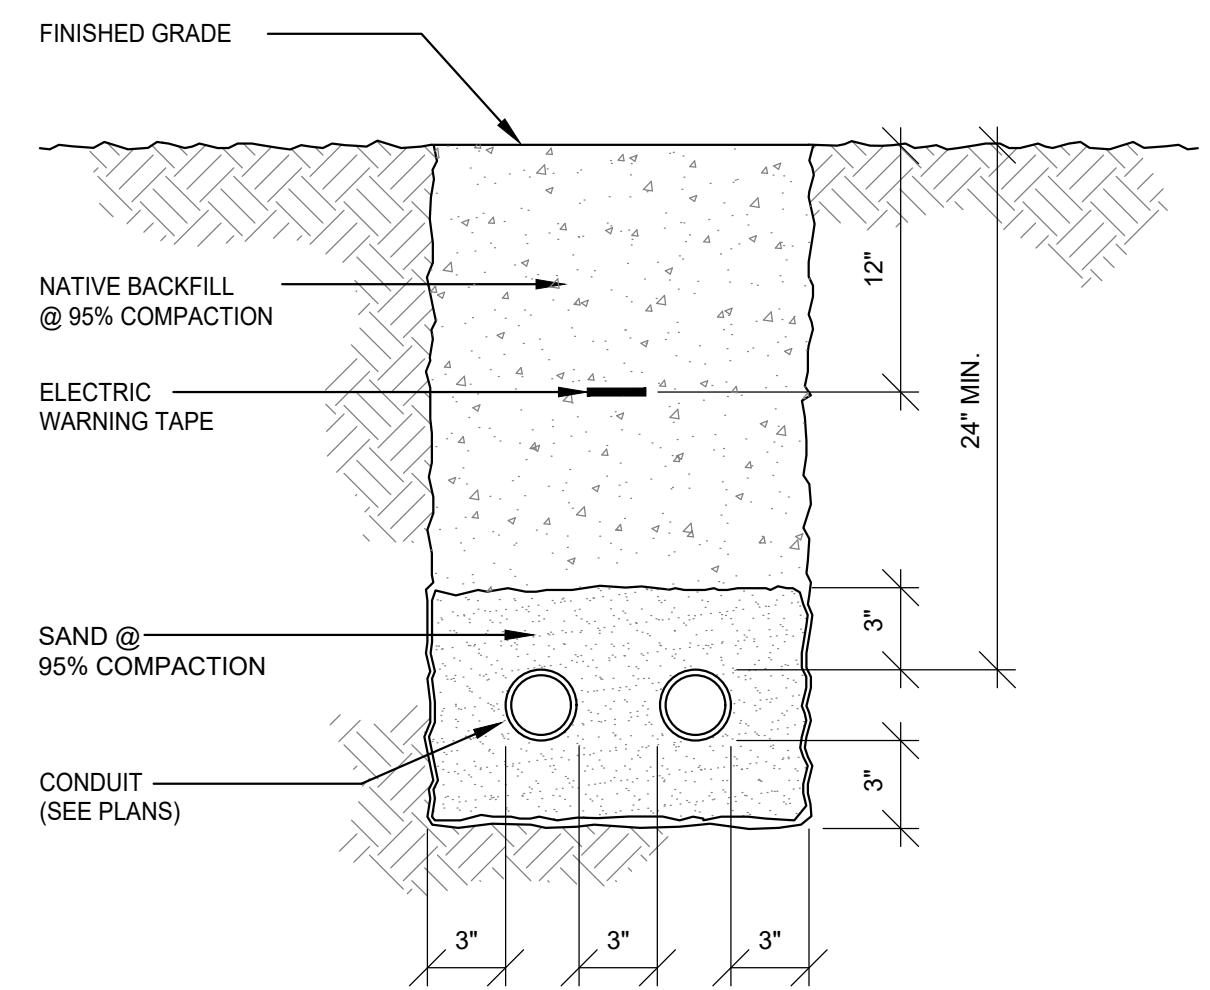 FINISHED GRADE
12"
NATIVE BACKFILL
@ 95% COMPACTION
24" MIN.
ELECTRIC
WARNING TAPE
3"
SAND @
95% COMPACTION
3"
CONDUIT
(SEE PLANS)
3"
3"
3"